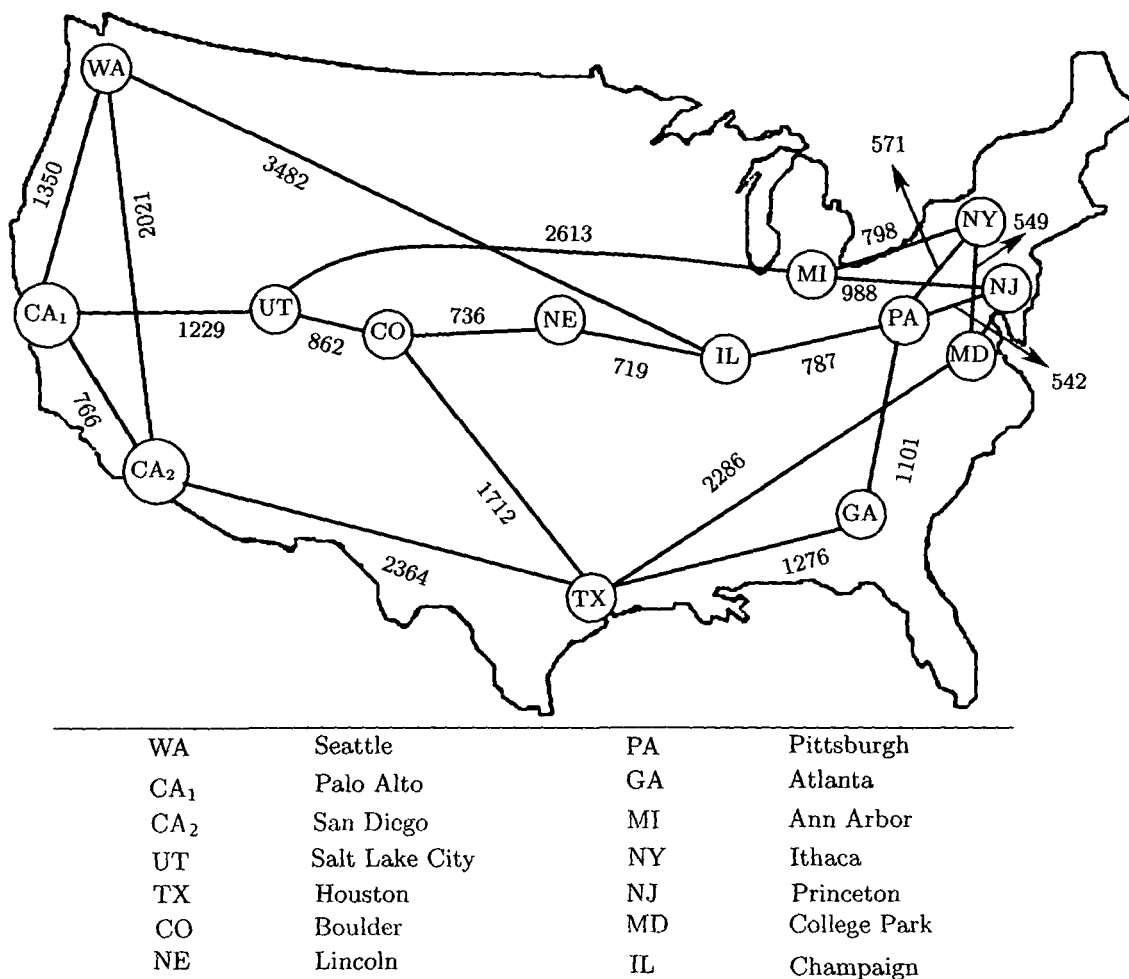 WA
3482
571
1350
2021
798
NY
549
2613
MI
988
NJ
CA₁
1229
UT
862
CO
736
NE
719
IL
787
PA
MD
542
766
CA₂
1712
2286
1101
GA
2364
1276
TX
WA Seattle PA Pittsburgh
CA₁ Palo Alto GA Atlanta
CA₂ San Diego MI Ann Arbor
UT Salt Lake City NY Ithaca
TX Houston NJ Princeton
CO Boulder MD College Park
NE Lincoln IL Champaign